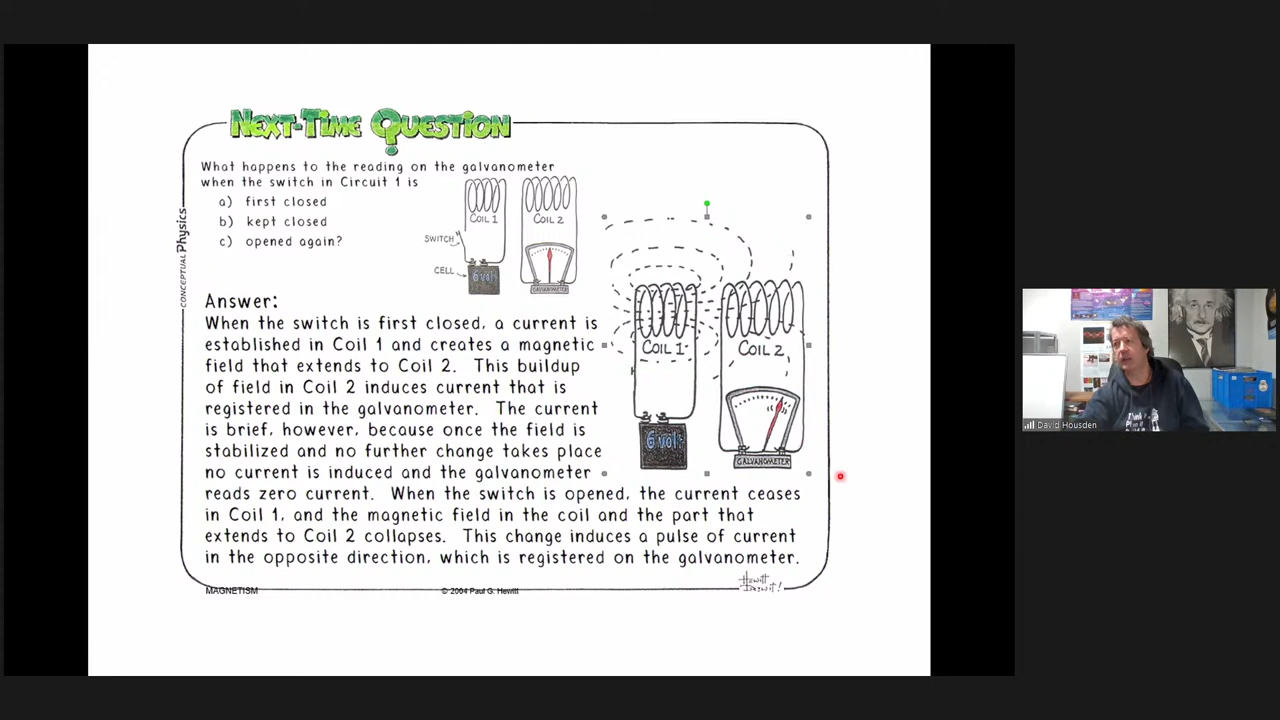 NEXT-TIME QUESTION
CONCEPTUAL Physics
What happens to the reading on the galvanometer
when the switch in Circuit 1 is
a) first closed
b) kept closed
c) opened again?
COIL 1
COIL 2
SWITCH
CELL
6 volt
GALVANOMETER
Answer:
When the switch is first closed, a current is
established in Coil 1 and creates a magnetic
field that extends to Coil 2. This buildup
of field in Coil 2 induces current that is
registered in the galvanometer. The current
is brief, however, because once the field is
stabilized and no further change takes place
no current is induced and the galvanometer
reads zero current. When the switch is opened, the current ceases
in Coil 1, and the magnetic field in the coil and the part that
extends to Coil 2 collapses. This change induces a pulse of current
in the opposite direction, which is registered on the galvanometer.
COIL 1
COIL 2
6 volt
GALVANOMETER
Hewitt
Drewit!
MAGNETISM
© 2004 Paul G. Hewitt
David Housden